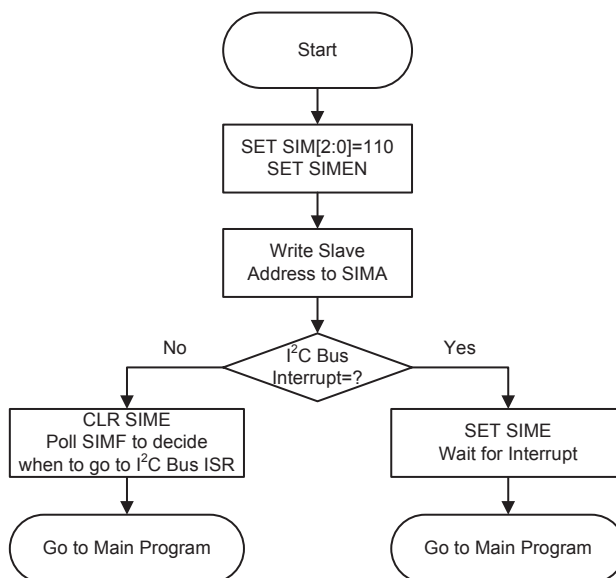 Start
SET SIM[2:0]=110
SET SIMEN
Write Slave
Address to SIMA
No
I²C Bus
Interrupt=?
Yes
CLR SIME
Poll SIMF to decide
when to go to I²C Bus ISR
SET SIME
Wait for Interrupt
Go to Main Program
Go to Main Program